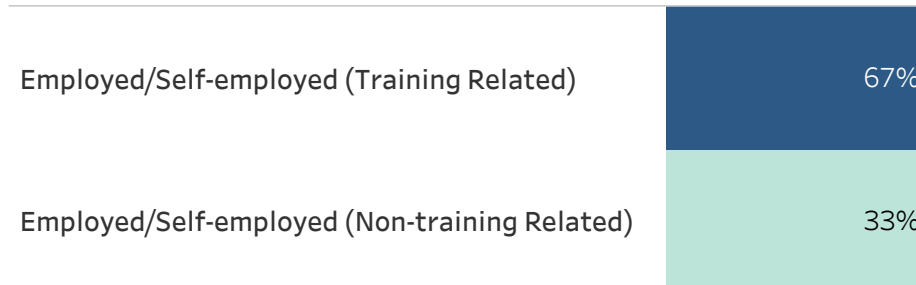 Employed/Self-employed (Training Related) 67%
Employed/Self-employed (Non-training Related) 33%